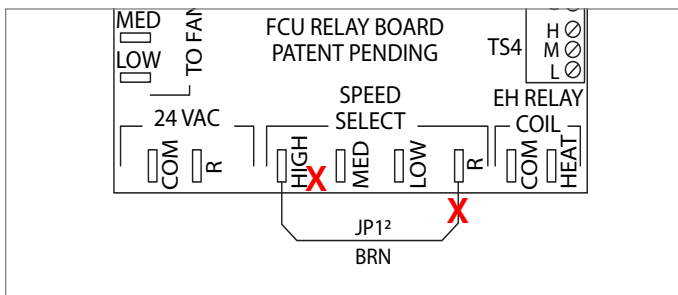 MED
LOW
TO FAN
FCU RELAY BOARD
PATENT PENDING
TS4
H
M
L
24 VAC
SPEED
SELECT
EH RELAY
COIL
COM
R
HIGH
X
MED
LOW
R
X
COM
HEAT
JP1²
BRN